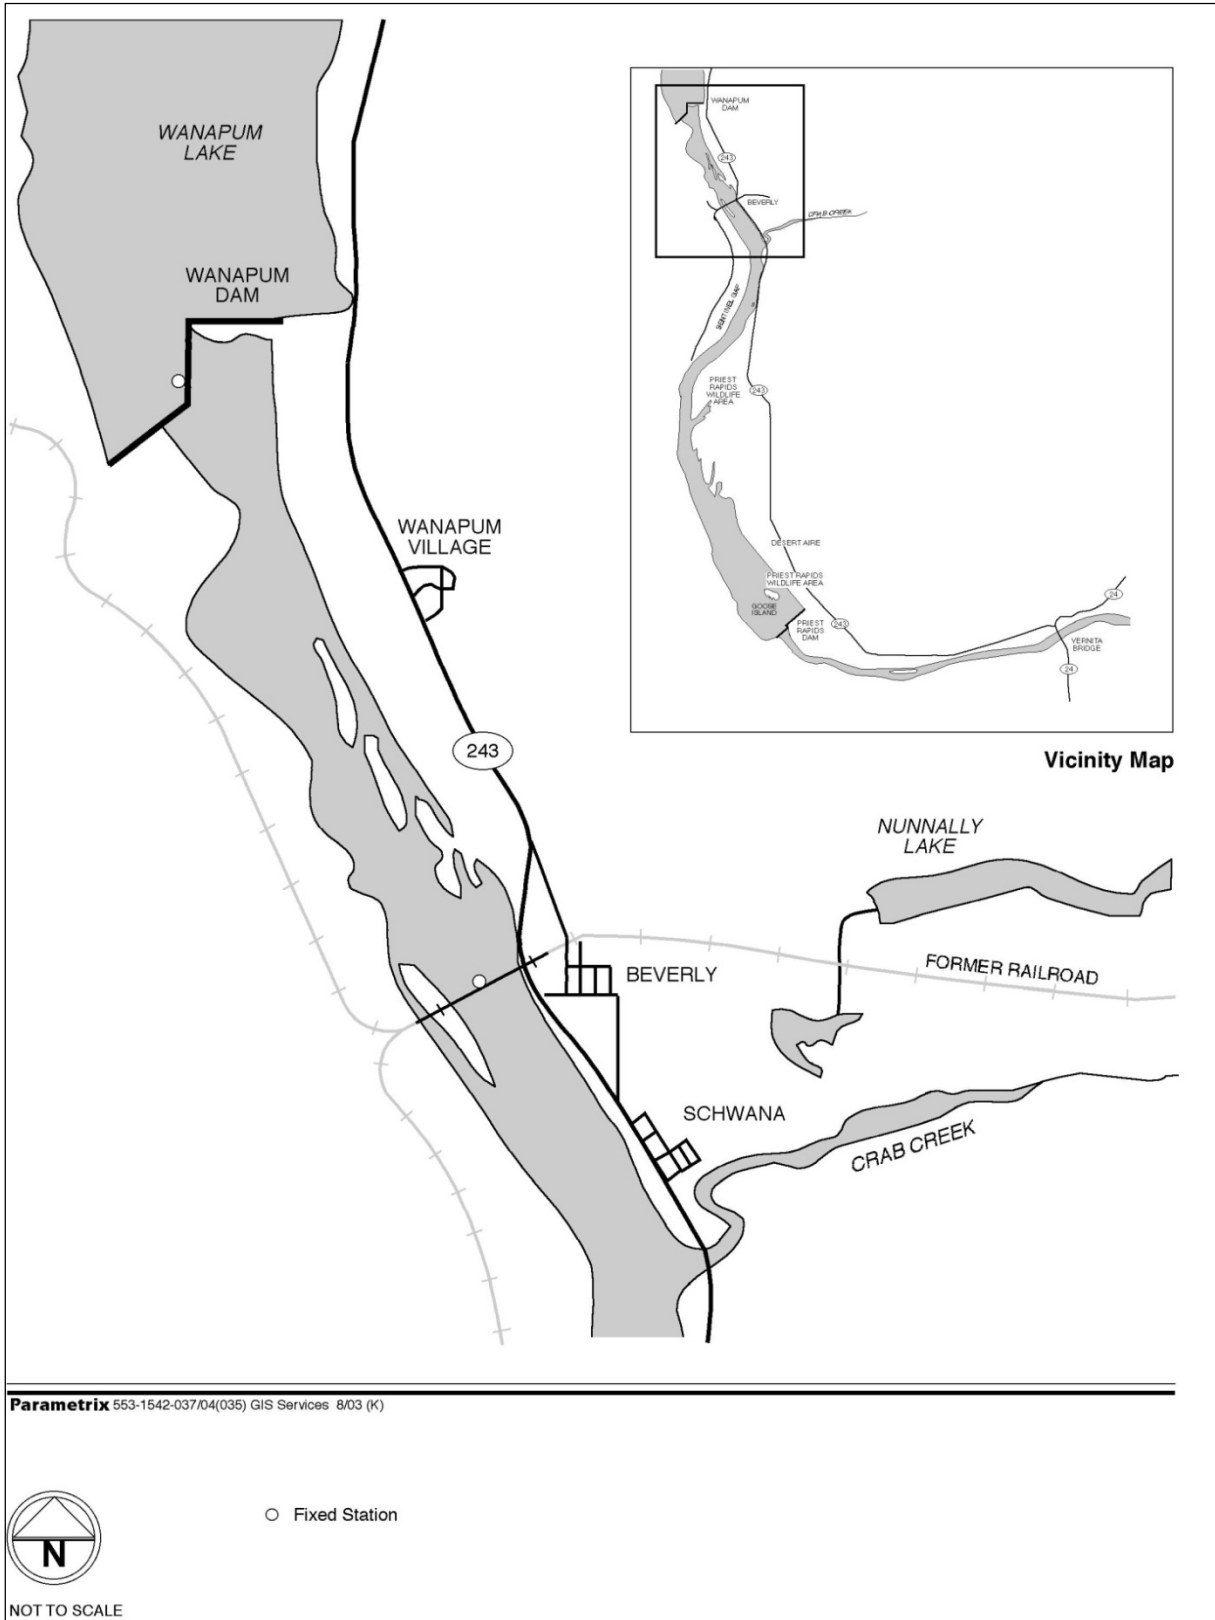 WANAPUM
LAKE
WANAPUM
DAM
WANAPUM
VILLAGE
243
BEVERLY
SCHWANA
NUNNALLY
LAKE
FORMER RAILROAD
CRAB CREEK
WANAPUM
DAM
243
BEVERLY
CRAB CREEK
SENTINEL GAP
PRIEST
RAPIDS
WILDLIFE
AREA
243
DESERT AIRE
PRIEST RAPIDS
WILDLIFE AREA
GOOSE
ISLAND
PRIEST
RAPIDS
DAM
243
24
VERNITA
BRIDGE
24
Vicinity Map
Parametrix 553-1542-037/04(035) GIS Services 8/03 (K)
N
NOT TO SCALE
Fixed Station